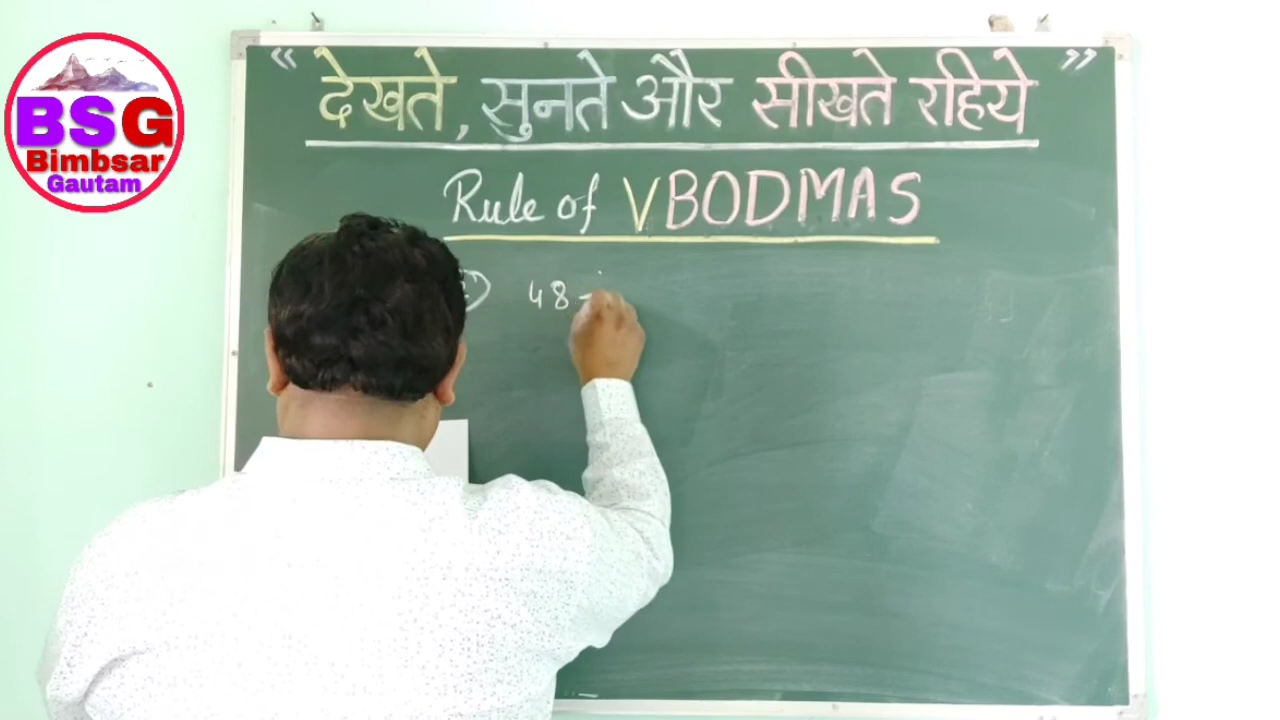 BSG
Bimbsar
Gautam
“ देखते, सुनते और सीखते रहिये ”
Rule of VBODMAS
48 ÷